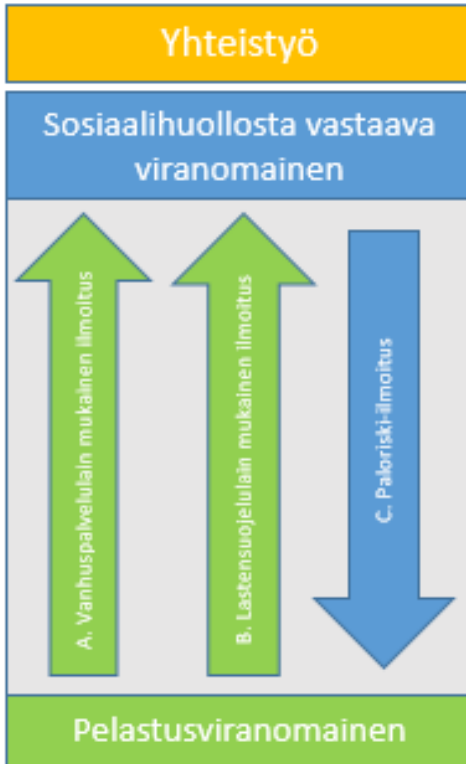 Yhteistyö
Sosiaalihuollosta vastaava
viranomainen
A. Vanhuspalvelulain mukainen ilmoitus
B. Lastensuojelulain mukainen ilmoitus
C. Paloriski-ilmoitus
Pelastusviranomainen